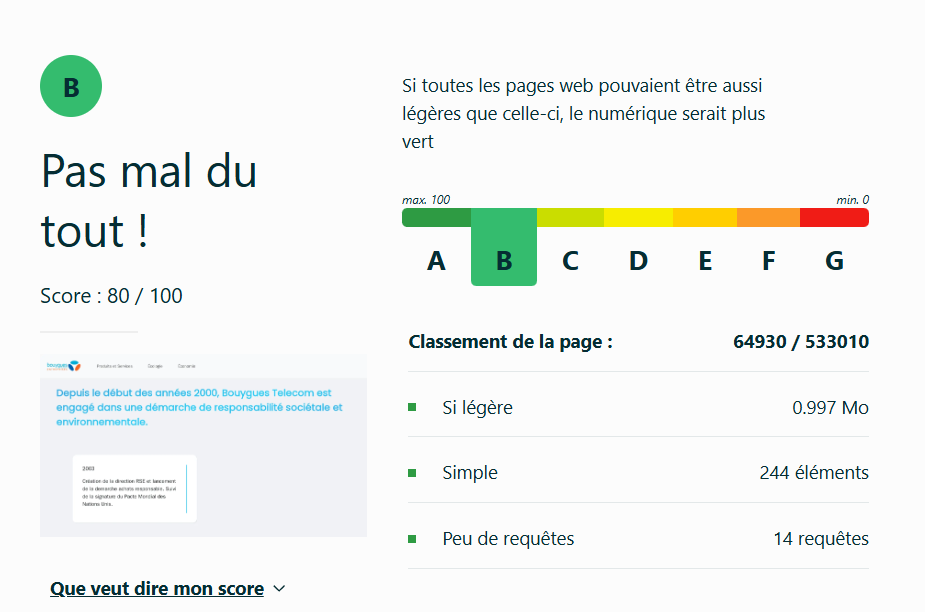 B
Pas mal du
tout !
Score : 80 / 100
bouygues
Produits et Services
Groupe
Depuis le début des années 2000, Bouygues Telecom est
engagé dans une démarche de responsabilité sociétale et
environnementale.
2003
Création de la direction RSE et lancement
de la démarche achats responsables. Suivi
de la signature du Pacte Mondial des
Nations Unis.
Que veut dire mon score
Si toutes les pages web pouvaient être aussi
légères que celle-ci, le numérique serait plus
vert
max. 100 min. 0
A B C D E F G
Classement de la page : 64930 / 533010
Si légère 0.997 Mo
Simple 244 éléments
Peu de requêtes 14 requêtes